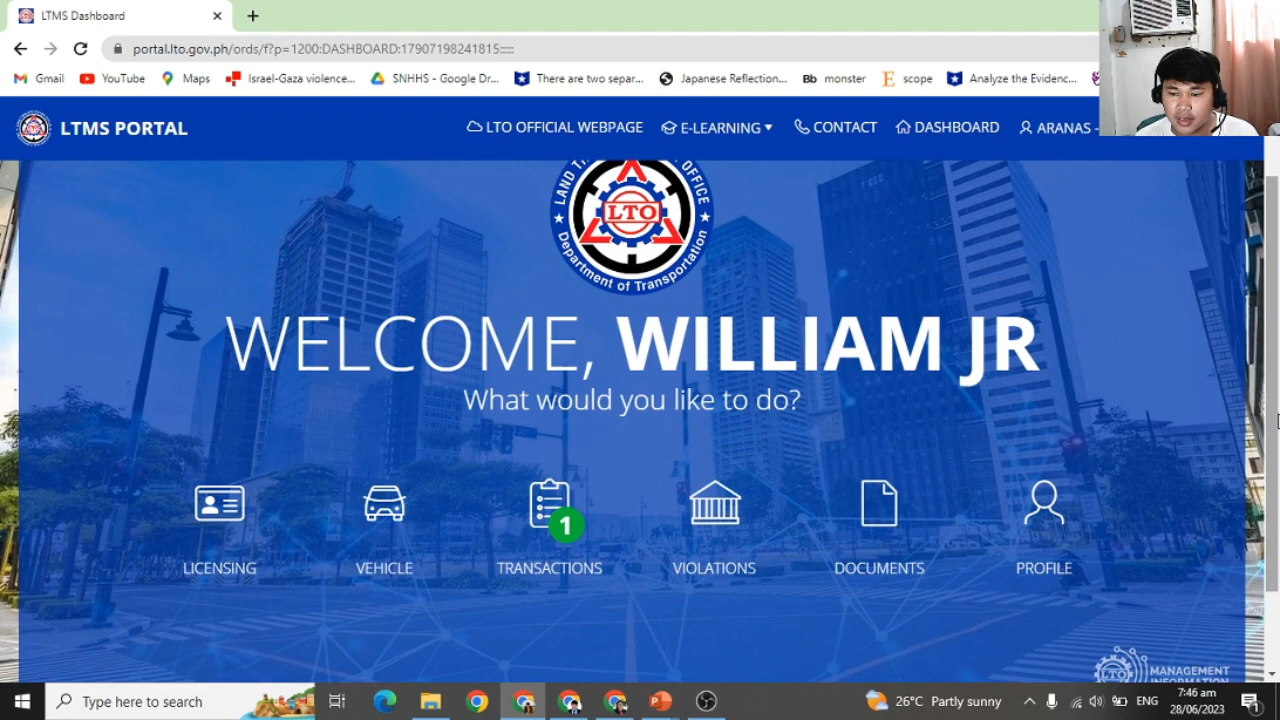 LTMS Dashboard
portal.lto.gov.ph/ords/f?p=1200:DASHBOARD:17907198241815:::::
Gmail YouTube Maps Israel-Gaza violence... SNHHS - Google Dr... There are two separ... Japanese Reflection... Bb monster E scope Analyze the Evidenc...
LTMS PORTAL LTO OFFICIAL WEBPAGE E-LEARNING CONTACT DASHBOARD ARANAS -
LTO
Department of Transportation
WELCOME, WILLIAM JR
What would you like to do?
1
LICENSING VEHICLE TRANSACTIONS VIOLATIONS DOCUMENTS PROFILE
MANAGEMENT
INFORMATION
Type here to search 26°C Partly sunny ENG 7:46 am
28/06/2023 1